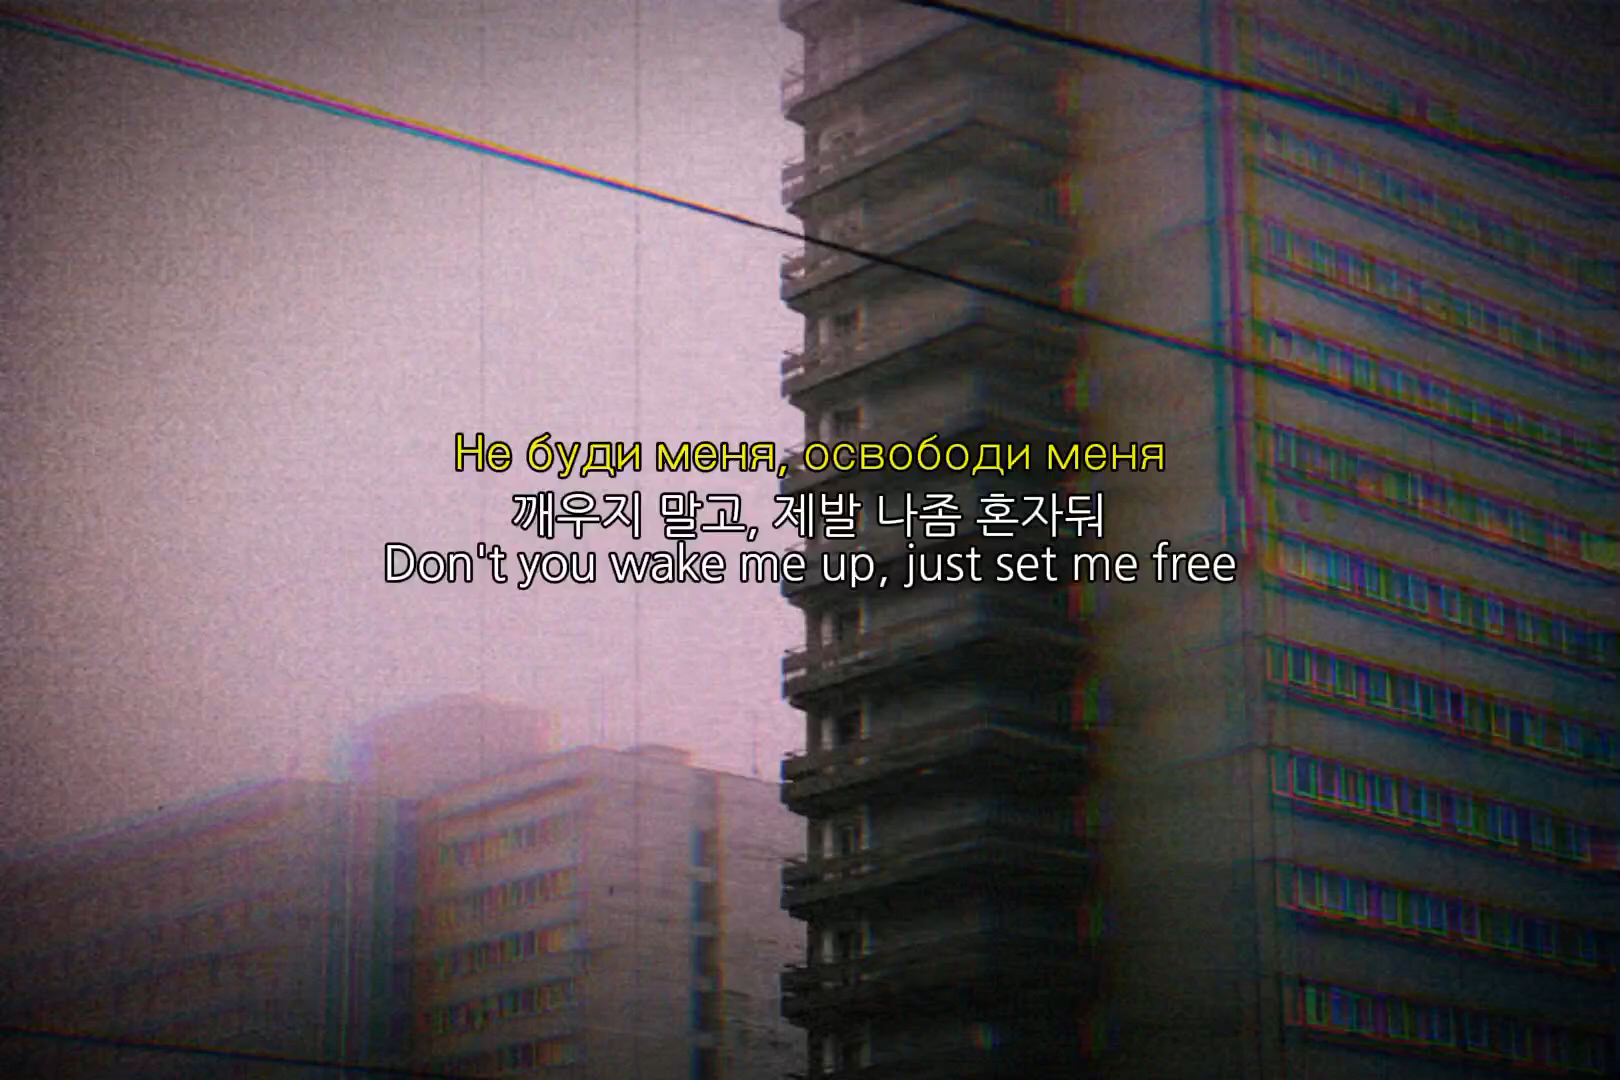 Не буди меня, освободи меня
깨우지 말고, 제발 나좀 혼자둬
Don't you wake me up, just set me free